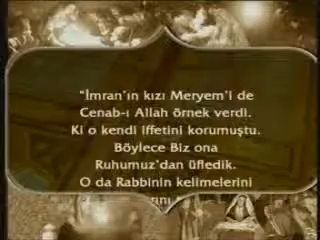 “İmran’ın kızı Meryem’i de
Cenab-ı Allah örnek verdi.
Ki o kendi iffetini korumuştu.
Böylece Biz ona
Ruhumuz’dan üfledik.
O da Rabbinin kelimelerini